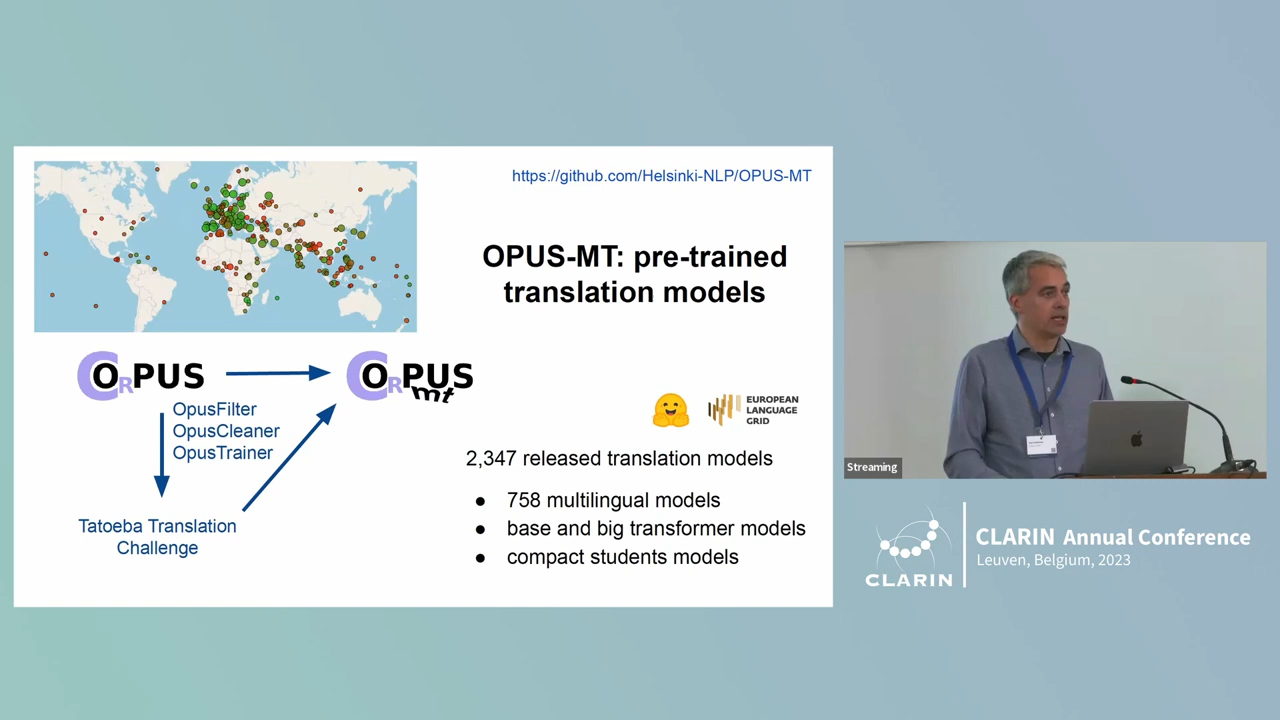 https://github.com/Helsinki-NLP/OPUS-MT
OPUS-MT: pre-trained
translation models
CORPUS
CORPUS
mt
OpusFilter
OpusCleaner
OpusTrainer
Tatoeba Translation
Challenge
EUROPEAN
LANGUAGE
GRID
2,347 released translation models
● 758 multilingual models
● base and big transformer models
● compact students models
Streaming
CLARIN
CLARIN Annual Conference
Leuven, Belgium, 2023